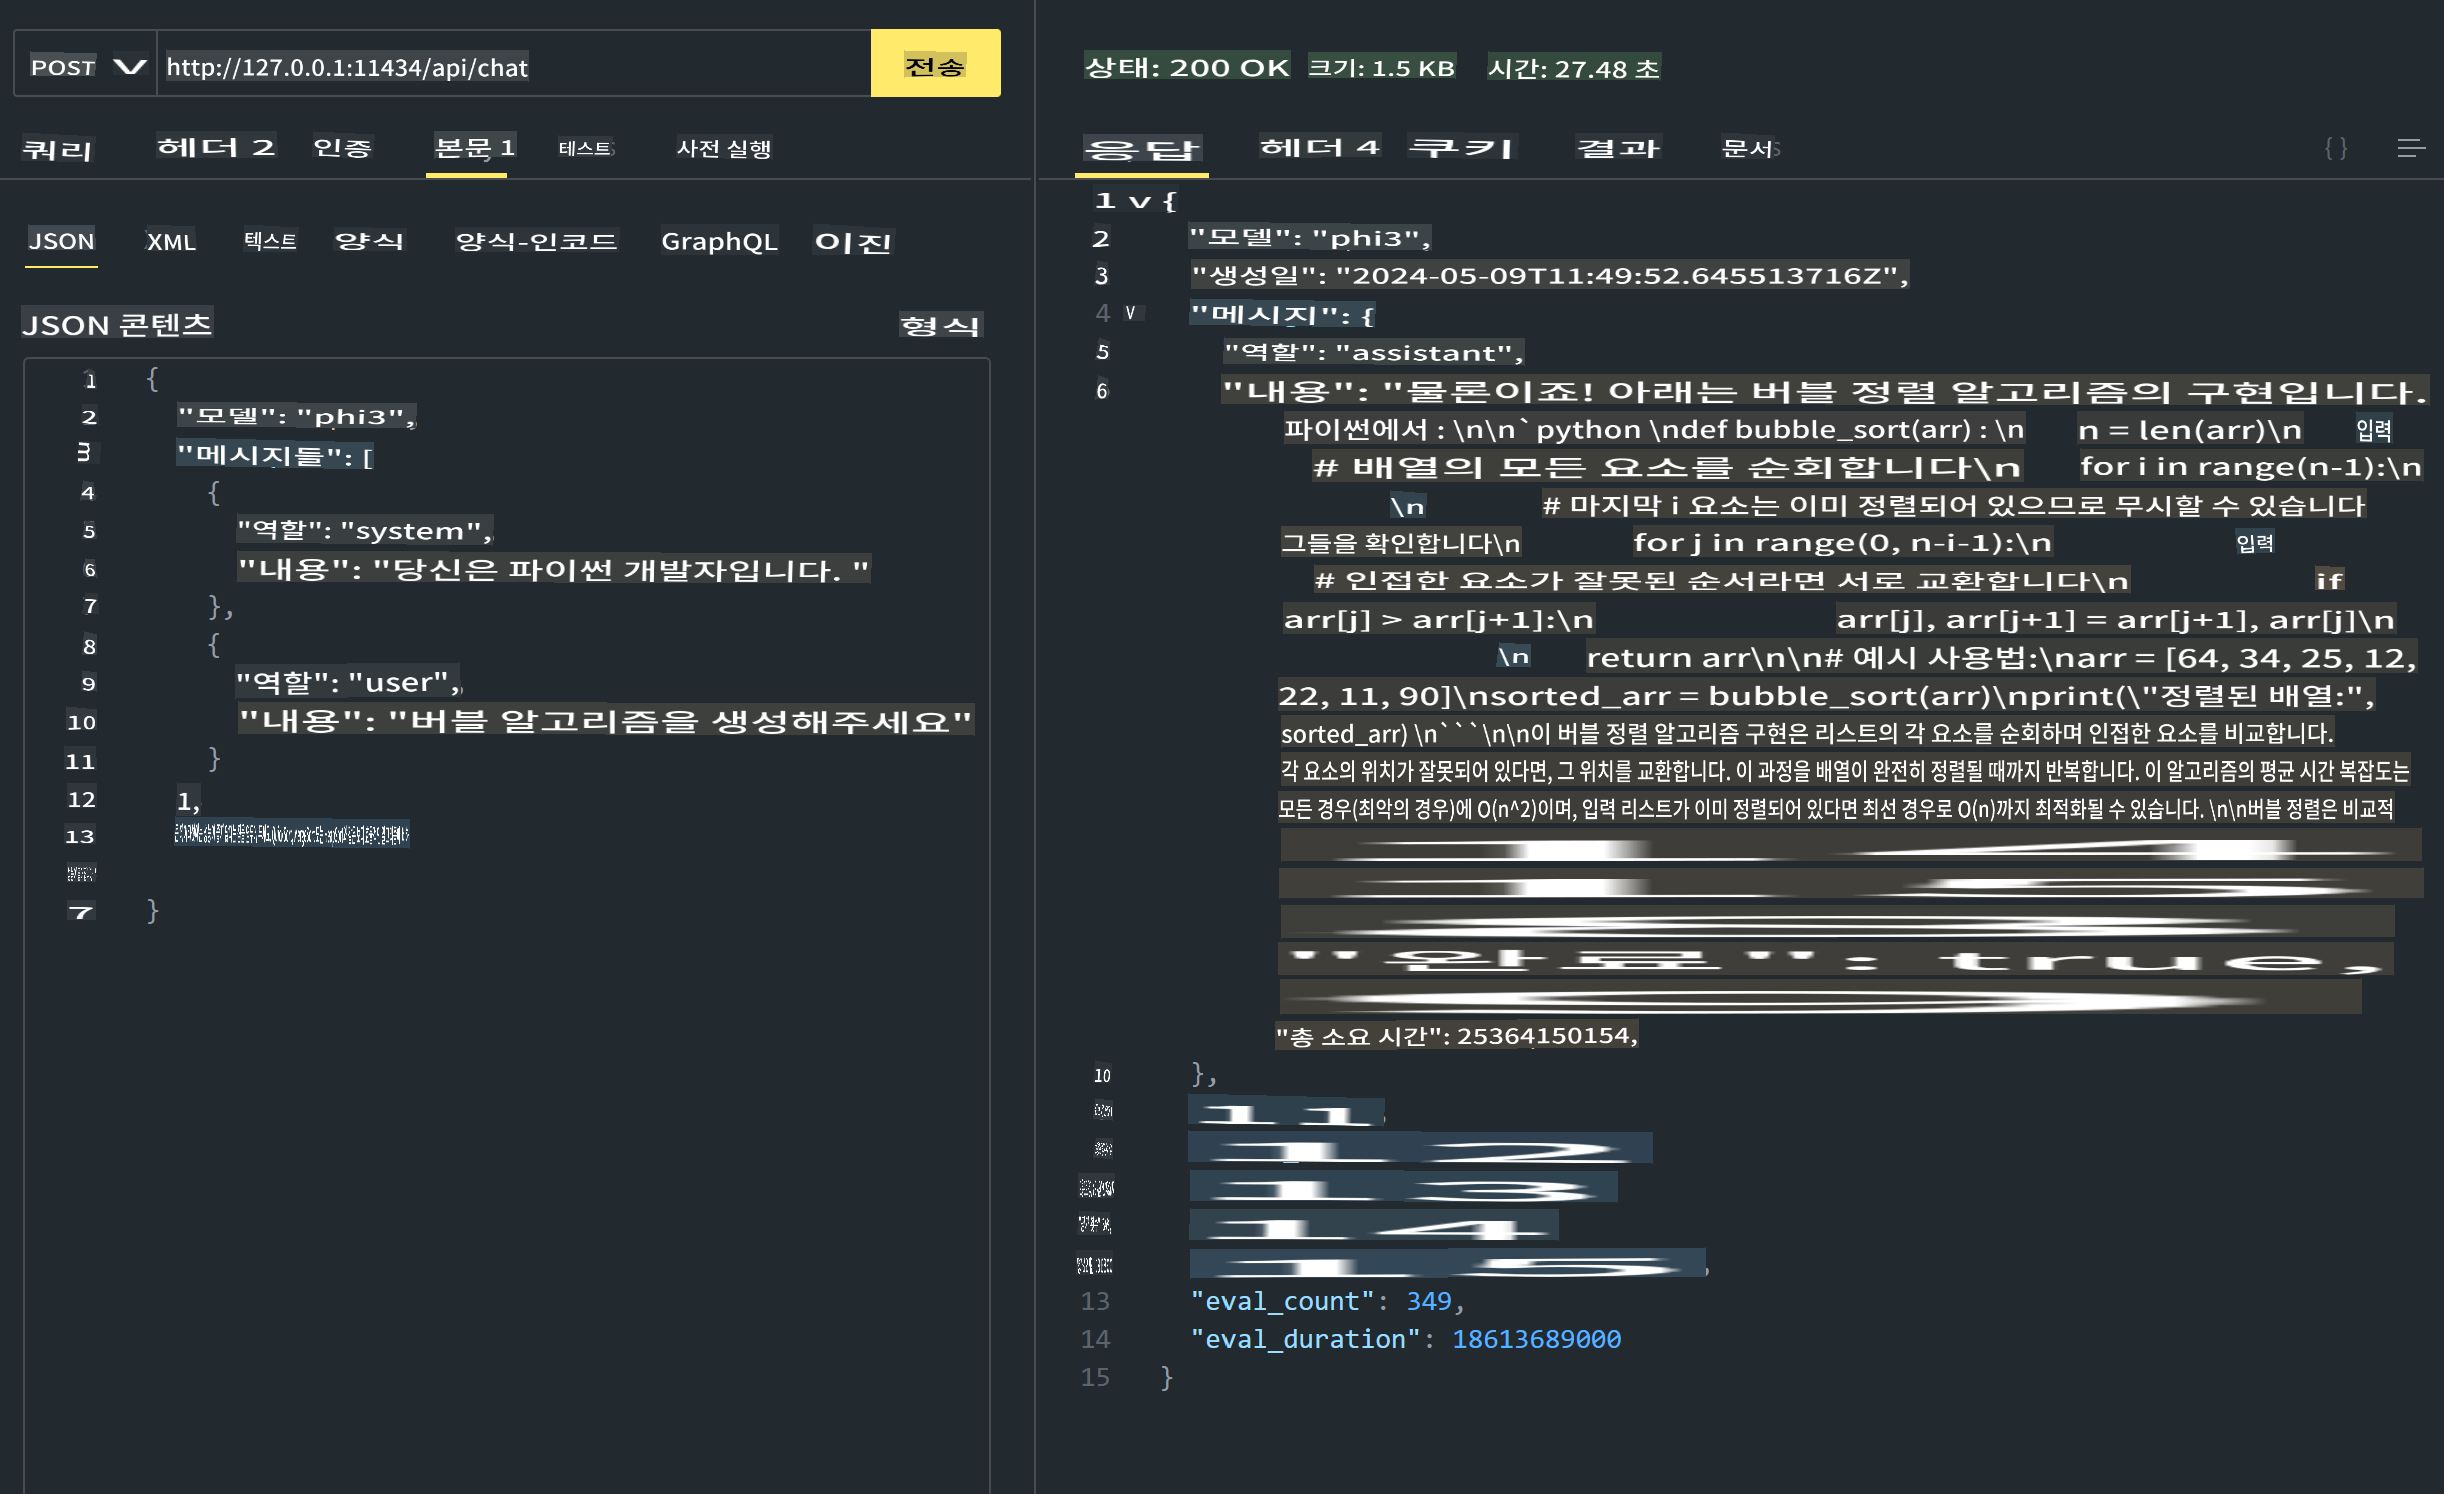 POST v http://127.0.0.1:11434/api/chat 전송
쿼리 헤더 2 인증 본문 1 테스트 사전 실행
JSON XML 텍스트 양식 양식-인코드 GraphQL 이진
JSON 콘텐츠 형식
1 {
2 "모델": "phi3",
3 "메시지들": [
4 {
5 "역할": "system",
6 "내용": "당신은 파이썬 개발자입니다. "
7 },
8 {
9 "역할": "user",
10 "내용": "버블 알고리즘을 생성해주세요"
11 }
12 1,
13
7 }
상태: 200 OK 크기: 1.5 KB 시간: 27.48 초
응답 헤더 4 쿠키 결과 문서 {}
1 v {
2 "모델": "phi3",
3 "생성일": "2024-05-09T11:49:52.645513716Z",
4 v "메시지": {
5 "역할": "assistant",
6 "내용": "물론이죠! 아래는 버블 정렬 알고리즘의 구현입니다.
파이썬에서 : \n\n`python \ndef bubble_sort(arr) : \n n = len(arr)\n 입력
# 배열의 모든 요소를 순회합니다\n for i in range(n-1):\n
\n # 마지막 i 요소는 이미 정렬되어 있으므로 무시할 수 있습니다
그들을 확인합니다\n for j in range(0, n-i-1):\n 입력
# 인접한 요소가 잘못된 순서라면 서로 교환합니다\n if
arr[j] > arr[j+1]:\n arr[j], arr[j+1] = arr[j+1], arr[j]\n
\n return arr\n\n# 예시 사용법:\narr = [64, 34, 25, 12,
22, 11, 90]\nsorted_arr = bubble_sort(arr)\nprint(\"정렬된 배열:",
sorted_arr) \n```\n\n이 버블 정렬 알고리즘 구현은 리스트의 각 요소를 순회하며 인접한 요소를 비교합니다.
각 요소의 위치가 잘못되어 있다면, 그 위치를 교환합니다. 이 과정을 배열이 완전히 정렬될 때까지 반복합니다. 이 알고리즘의 평균 시간 복잡도는
모든 경우(최악의 경우)에 O(n^2)이며, 입력 리스트가 이미 정렬되어 있다면 최선 경우로 O(n)까지 최적화될 수 있습니다. \n\n버블 정렬은 비교적
"완료": true,
"총 소요 시간": 25364150154,
10 },
11
12
13
14
15
13 "eval_count": 349,
14 "eval_duration": 18613689000
15 }